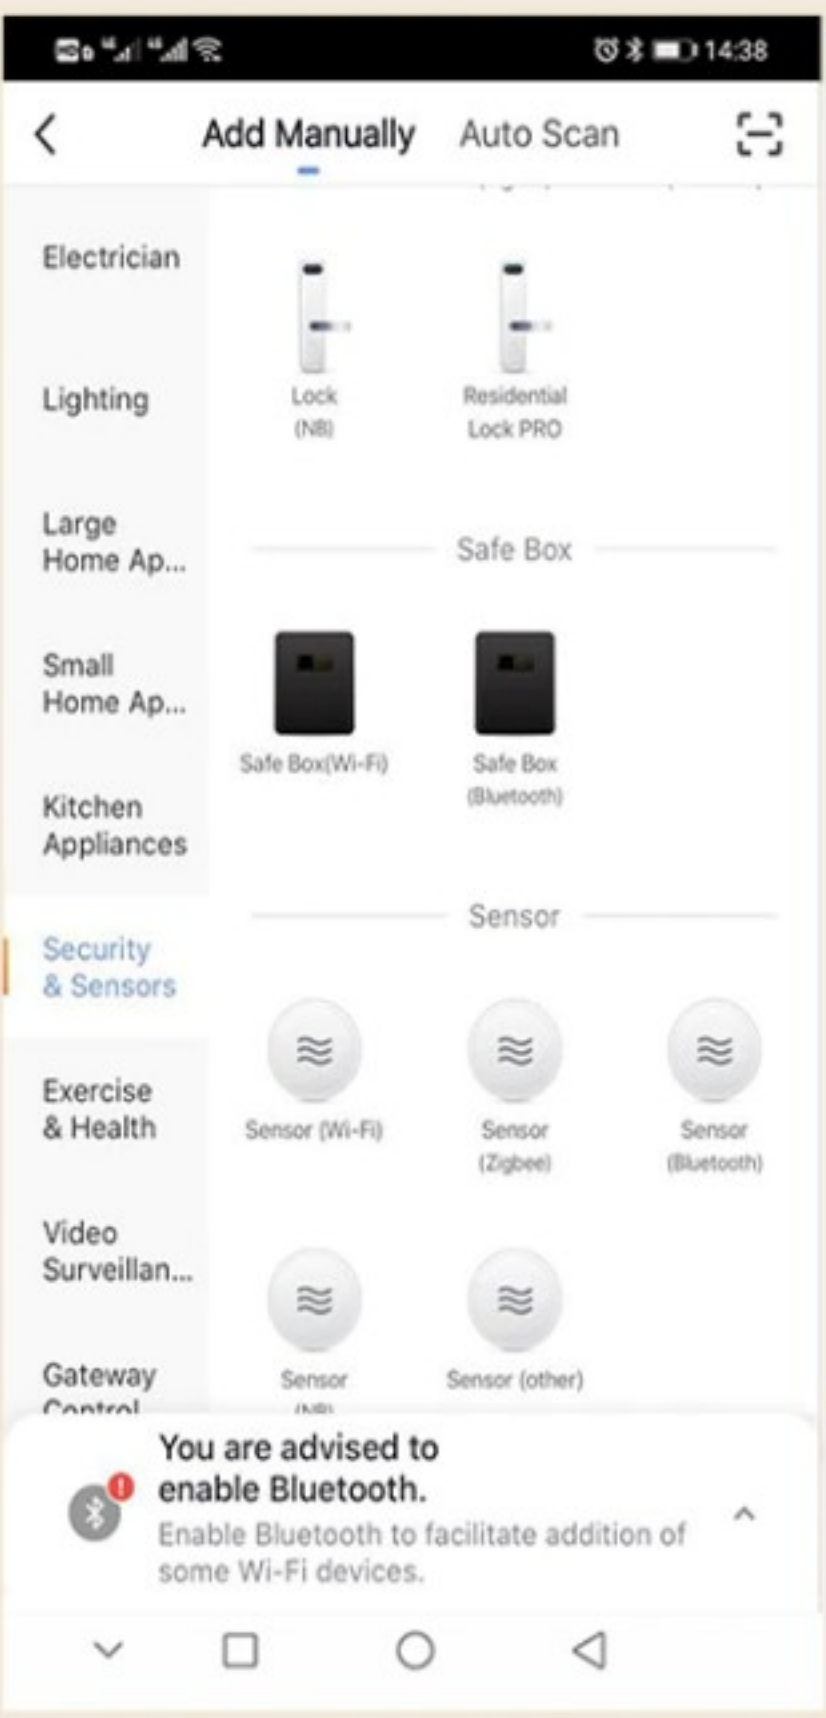 14:38
Add Manually
Auto Scan
Electrician
Lighting
Large
Home Ap...
Small
Home Ap...
Kitchen
Appliances
Security
& Sensors
Exercise
& Health
Video
Surveillan...
Gateway
Control
Lock
(NB)
Residential
Lock PRO
Safe Box
Safe Box(Wi-Fi)
Safe Box
(Bluetooth)
Sensor
Sensor (Wi-Fi)
Sensor
(Zigbee)
Sensor
(Bluetooth)
Sensor
(NB)
Sensor (other)
You are advised to
enable Bluetooth.
Enable Bluetooth to facilitate addition of
some Wi-Fi devices.